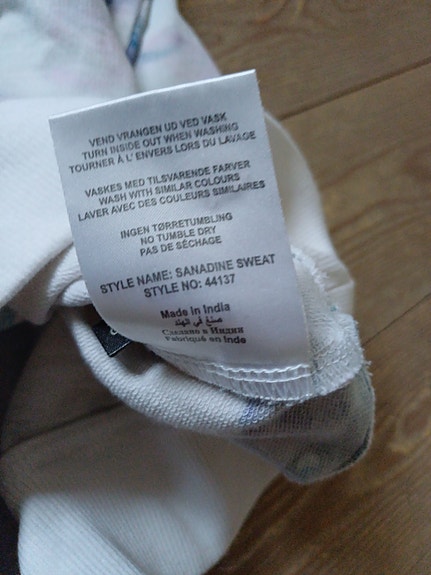 VEND VRANGEN UD VED VASK
TURN INSIDE OUT WHEN WASHING
TOURNER À L' ENVERS LORS DU LAVAGE
VASKES MED TILSVARENDE FARVER
WASH WITH SIMILAR COLOURS
LAVER AVEC DES COULEURS SIMILAIRES
INGEN TØRRETUMBLING
NO TUMBLE DRY
PAS DE SÉCHAGE
STYLE NAME: SANADINE SWEAT
STYLE NO: 44137
Made in India
صنع في الهند
Сделано в Индии
Fabriqué en Inde